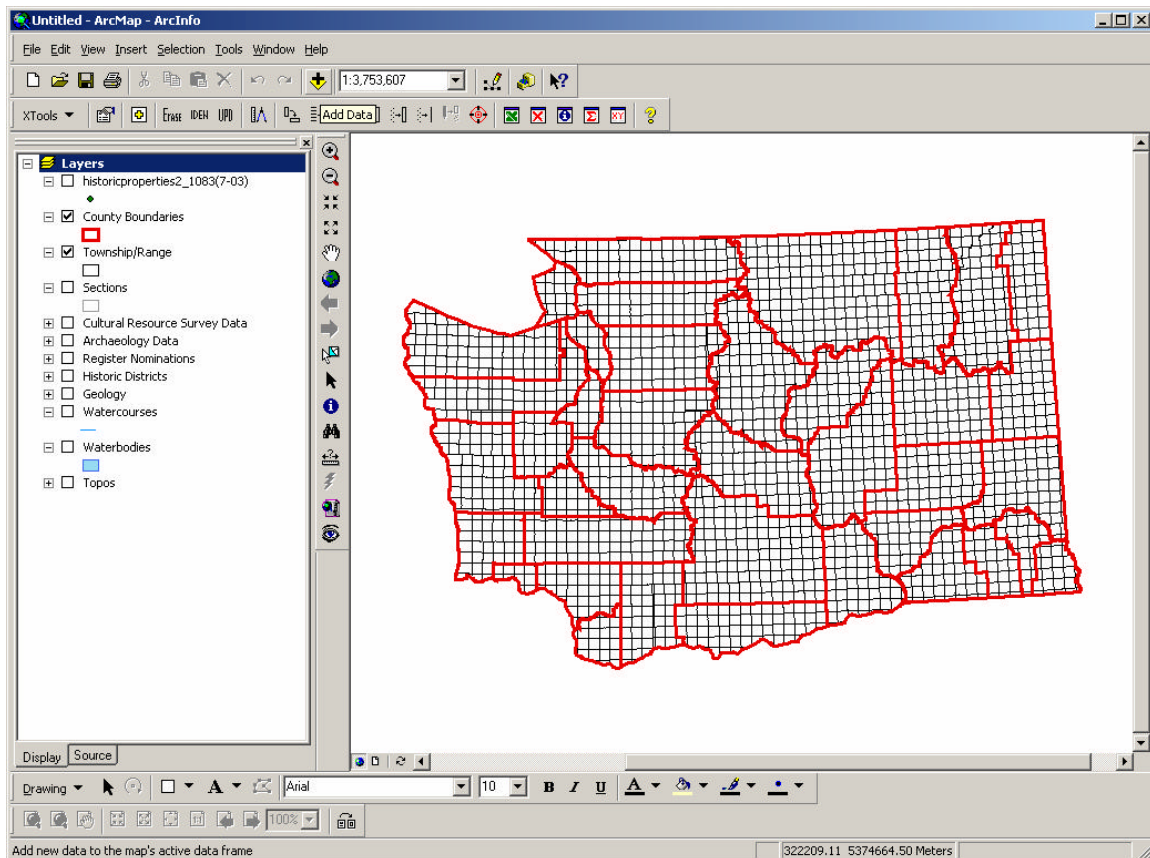 Untitled - ArcMap - ArcInfo
File Edit View Insert Selection Tools Window Help
1:3,753,607
XTools ERASE IDEN UPD Add Data XY
Layers
historicproperties2_1083(7-03)
County Boundaries
Township/Range
Sections
Cultural Resource Survey Data
Archaeology Data
Register Nominations
Historic Districts
Geology
Watercourses
Waterbodies
Topos
Display Source
Drawing A Arial 10 B I U A
1:1 100%
Add new data to the map's active data frame 322209.11 5374664.50 Meters